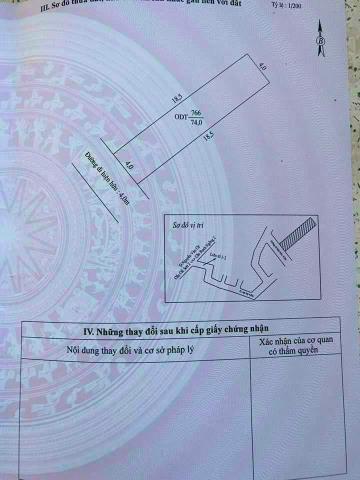 III. Sơ đồ thửa đất, gắn liền với đất
Tỷ lệ : 1/200
B
18,5
4,0
ODT 766
74,0
18,5
4,0
Đường đi hiện hữu : 4,0m
Sơ đồ vị trí
IV. Những thay đổi sau khi cấp giấy chứng nhận
Nội dung thay đổi và cơ sở pháp lý
Xác nhận của cơ quan
có thẩm quyền